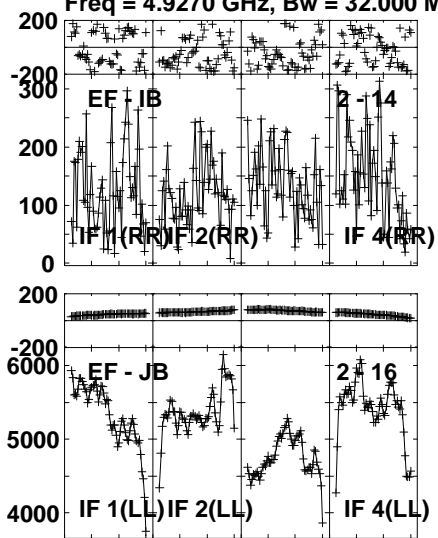 Freq = 4.9270 GHz, Bw = 32.000 M
200
-200
300
EF - IB 2 - 14
200
100
IF 1(RR) IF 2(RR) IF 4(RR)
0
200
-200
6000
EF - JB 2 - 16
5000
4000
IF 1(LL) IF 2(LL) IF 4(LL)